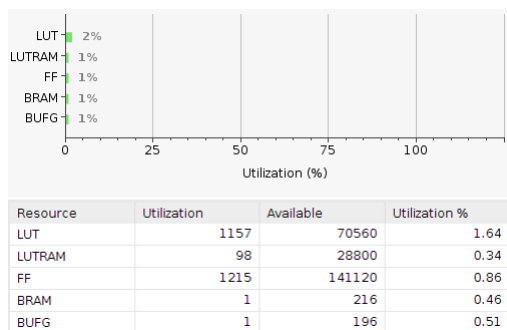 LUT 2%
LUTRAM 1%
FF 1%
BRAM 1%
BUFG 1%
0 25 50 75 100
Utilization (%)
Resource Utilization Available Utilization %
LUT 1157 70560 1.64
LUTRAM 98 28800 0.34
FF 1215 141120 0.86
BRAM 1 216 0.46
BUFG 1 196 0.51